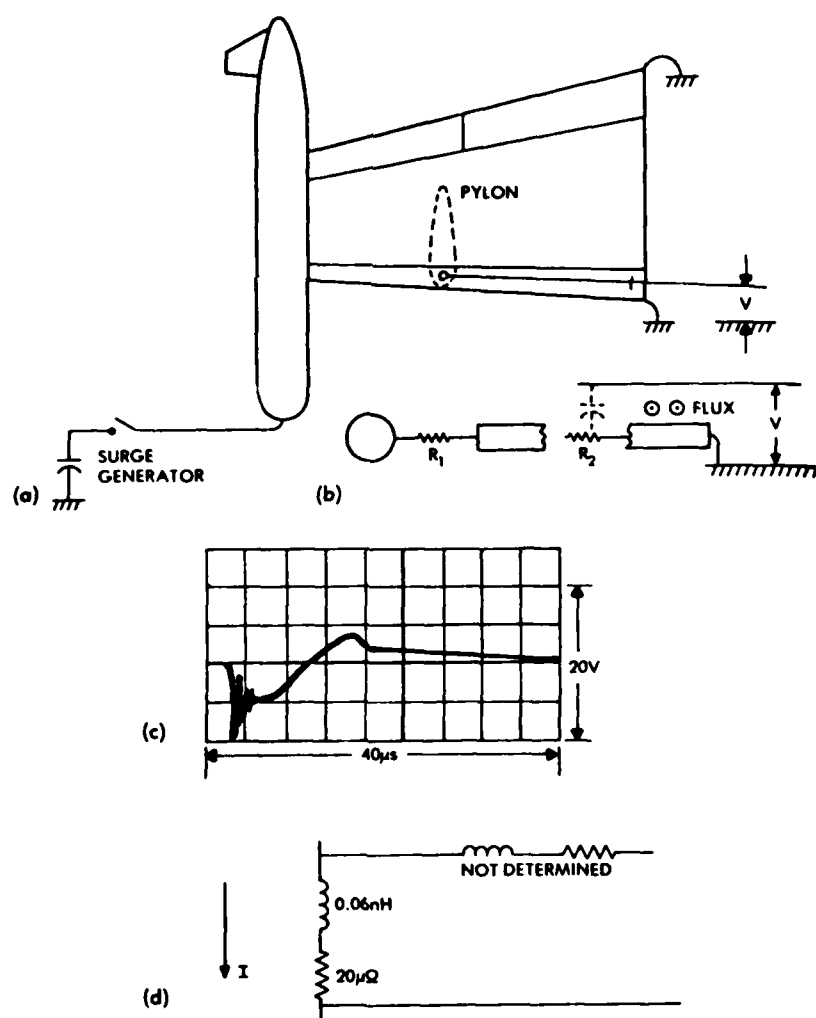 PYLON
V
SURGE
GENERATOR
(a)
(b)
R₁
R₂
FLUX
V
(c)
20V
40μs
NOT DETERMINED
0.06nH
I
20μΩ
(d)